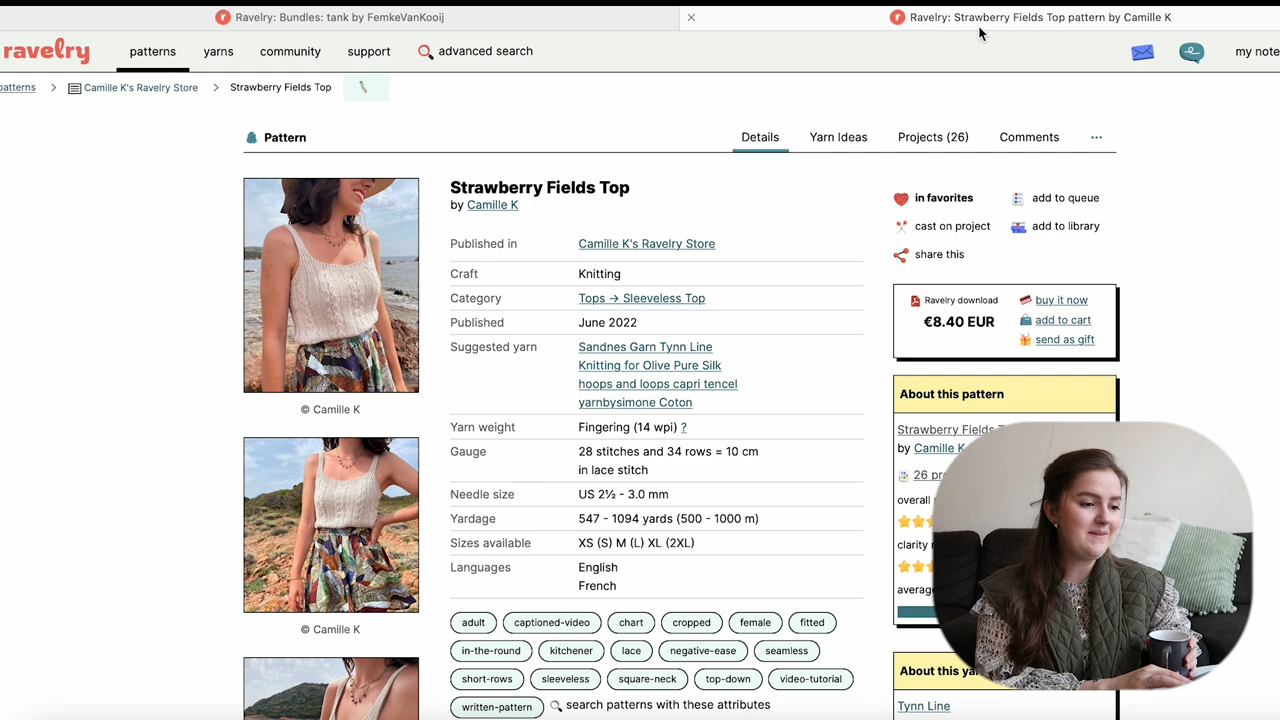 Ravelry: Bundles: tank by FemkeVanKooij
Ravelry: Strawberry Fields Top pattern by Camille K
ravelry
patterns
yarns
community
support
advanced search
my note
patterns > Camille K's Ravelry Store > Strawberry Fields Top
Pattern
Details
Yarn Ideas
Projects (26)
Comments
Strawberry Fields Top
by Camille K
Published in Camille K's Ravelry Store
Craft Knitting
Category Tops → Sleeveless Top
Published June 2022
Suggested yarn Sandnes Garn Tynn Line
Knitting for Olive Pure Silk
hoops and loops capri tencel
yarnbysimone Coton
Yarn weight Fingering (14 wpi) ?
Gauge 28 stitches and 34 rows = 10 cm
in lace stitch
Needle size US 2½ - 3.0 mm
Yardage 547 - 1094 yards (500 - 1000 m)
Sizes available XS (S) M (L) XL (2XL)
Languages English
French
adult captioned-video chart cropped female fitted
in-the-round kitchener lace negative-ease seamless
short-rows sleeveless square-neck top-down video-tutorial
written-pattern search patterns with these attributes
© Camille K
© Camille K
in favorites add to queue
cast on project add to library
share this
Ravelry download
€8.40 EUR
buy it now
add to cart
send as gift
About this pattern
Strawberry Fields T
by Camille K
26 pr
overall
clarity
average
About this ya
Tynn Line